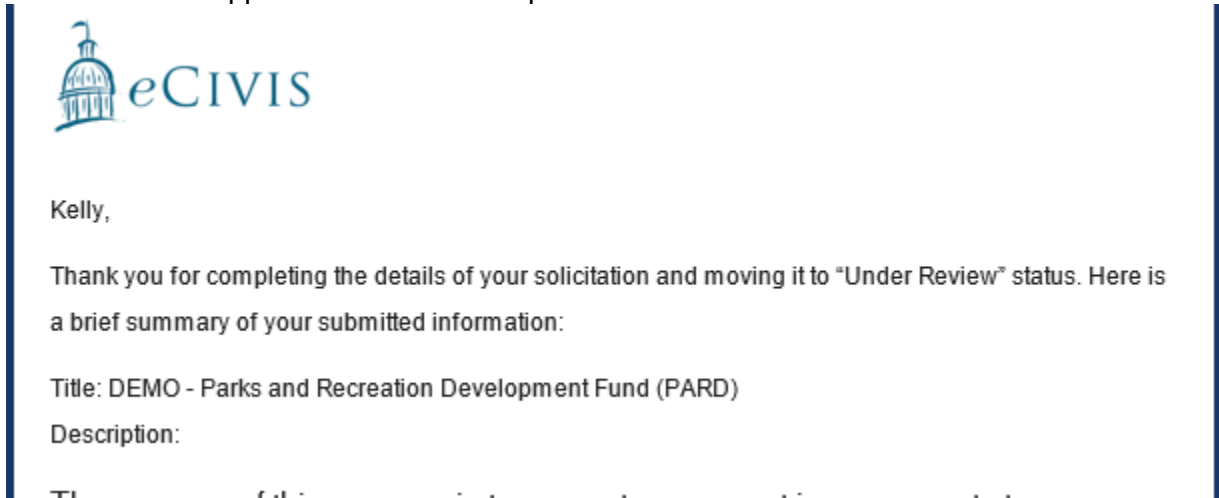 eCIVIS
Kelly,
Thank you for completing the details of your solicitation and moving it to “Under Review” status. Here is
a brief summary of your submitted information:
Title: DEMO - Parks and Recreation Development Fund (PARD)
Description: